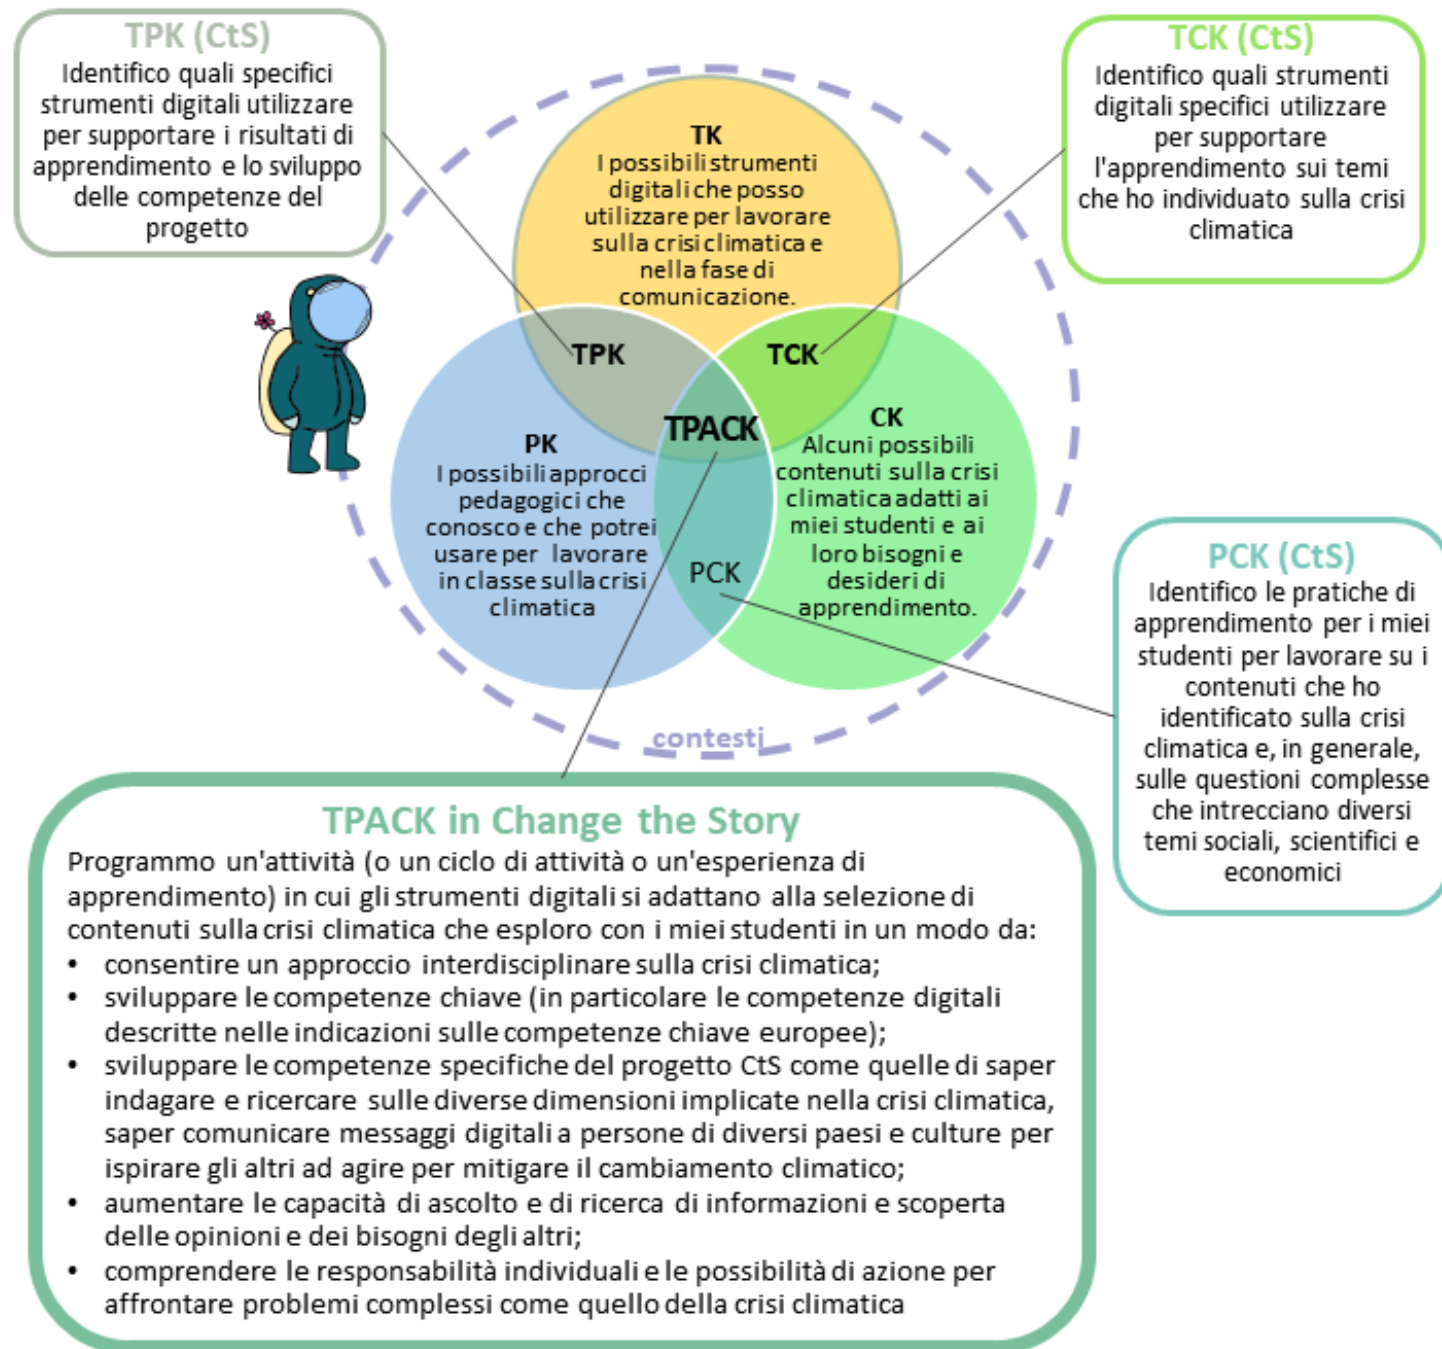 TPK (CtS)
Identifico quali specifici
strumenti digitali utilizzare
per supportare i risultati di
apprendimento e lo sviluppo
delle competenze del
progetto
TCK (CtS)
Identifico quali strumenti
digitali specifici utilizzare
per supportare
l'apprendimento sui temi
che ho individuato sulla crisi
climatica
TK
I possibili strumenti
digitali che posso
utilizzare per lavorare
sulla crisi climatica e
nella fase di
comunicazione.
TPK
TCK
TPACK
PK
I possibili approcci
pedagogici che
conosco e che potrei
usare per lavorare
in classe sulla crisi
climatica
CK
Alcuni possibili
contenuti sulla crisi
climatica adatti ai
miei studenti e ai
loro bisogni e
desideri di
apprendimento.
PCK
contesti
PCK (CtS)
Identifico le pratiche di
apprendimento per i miei
studenti per lavorare su i
contenuti che ho
identificato sulla crisi
climatica e, in generale,
sulle questioni complesse
che intrecciano diversi
temi sociali, scientifici e
economici
TPACK in Change the Story
Programmo un'attività (o un ciclo di attività o un'esperienza di
apprendimento) in cui gli strumenti digitali si adattano alla selezione di
contenuti sulla crisi climatica che esploro con i miei studenti in un modo da:
• consentire un approccio interdisciplinare sulla crisi climatica;
• sviluppare le competenze chiave (in particolare le competenze digitali
descritte nelle indicazioni sulle competenze chiave europee);
• sviluppare le competenze specifiche del progetto CtS come quelle di saper
indagare e ricercare sulle diverse dimensioni implicate nella crisi climatica,
saper comunicare messaggi digitali a persone di diversi paesi e culture per
ispirare gli altri ad agire per mitigare il cambiamento climatico;
• aumentare le capacità di ascolto e di ricerca di informazioni e scoperta
delle opinioni e dei bisogni degli altri;
• comprendere le responsabilità individuali e le possibilità di azione per
affrontare problemi complessi come quello della crisi climatica